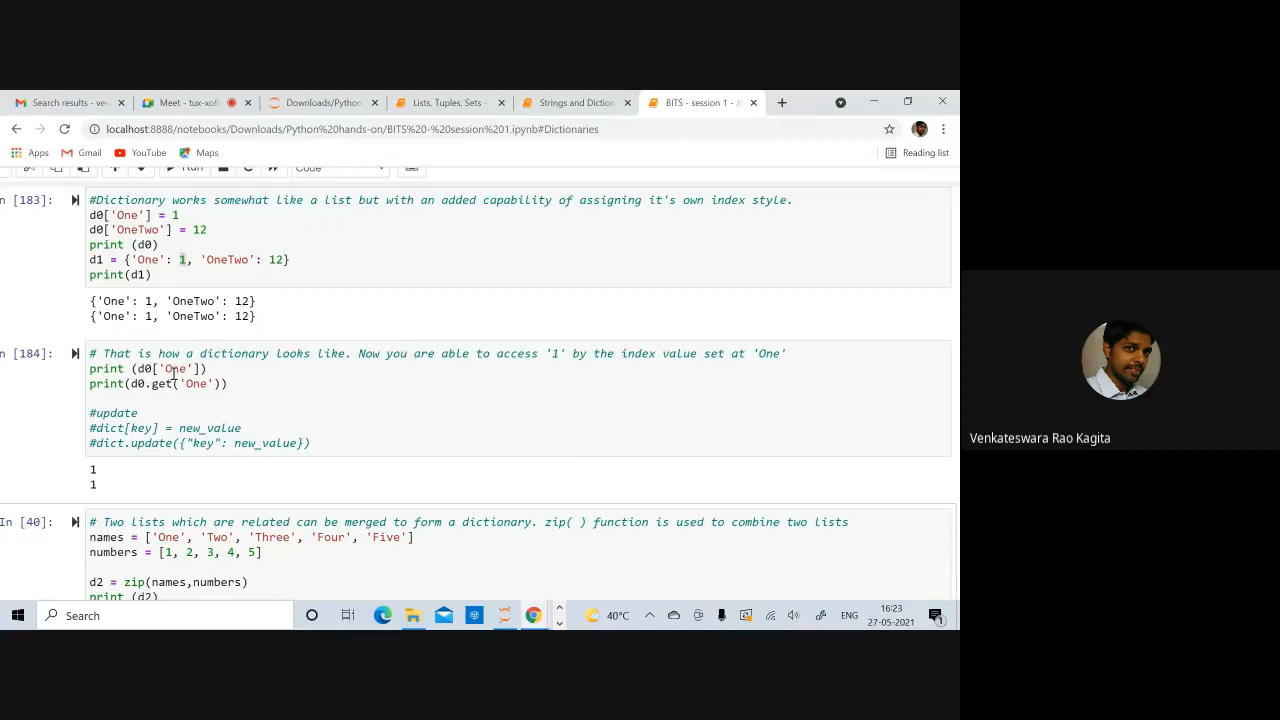 Search results - ver
Meet - tux-xofl
Downloads/Python
Lists, Tuples, Sets -
Strings and Diction
BITS - session 1 - Ju
localhost:8888/notebooks/Downloads/Python%20hands-on/BITS%20-%20session%201.ipynb#Dictionaries
Apps
Gmail
YouTube
Maps
Reading list
Run
Code
n [183]:
#Dictionary works somewhat like a list but with an added capability of assigning it's own index style.
d0['One'] = 1
d0['OneTwo'] = 12
print (d0)
d1 = {'One': 1, 'OneTwo': 12}
print(d1)
{'One': 1, 'OneTwo': 12}
{'One': 1, 'OneTwo': 12}
n [184]:
# That is how a dictionary looks like. Now you are able to access '1' by the index value set at 'One'
print (d0['One'])
print(d0.get('One'))
#update
#dict[key] = new_value
#dict.update({"key": new_value})
1
1
In [40]:
# Two lists which are related can be merged to form a dictionary. zip( ) function is used to combine two lists
names = ['One', 'Two', 'Three', 'Four', 'Five']
numbers = [1, 2, 3, 4, 5]
d2 = zip(names,numbers)
print (d2)
Venkateswara Rao Kagita
Search
40°C
ENG
16:23
27-05-2021
1